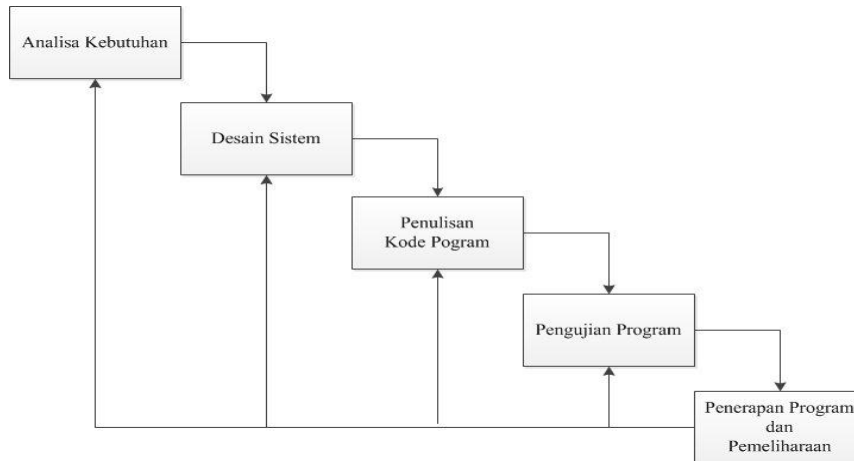 Analisa Kebutuhan
Desain Sistem
Penulisan
Kode Pogram
Pengujian Program
Penerapan Program
dan
Pemeliharaan